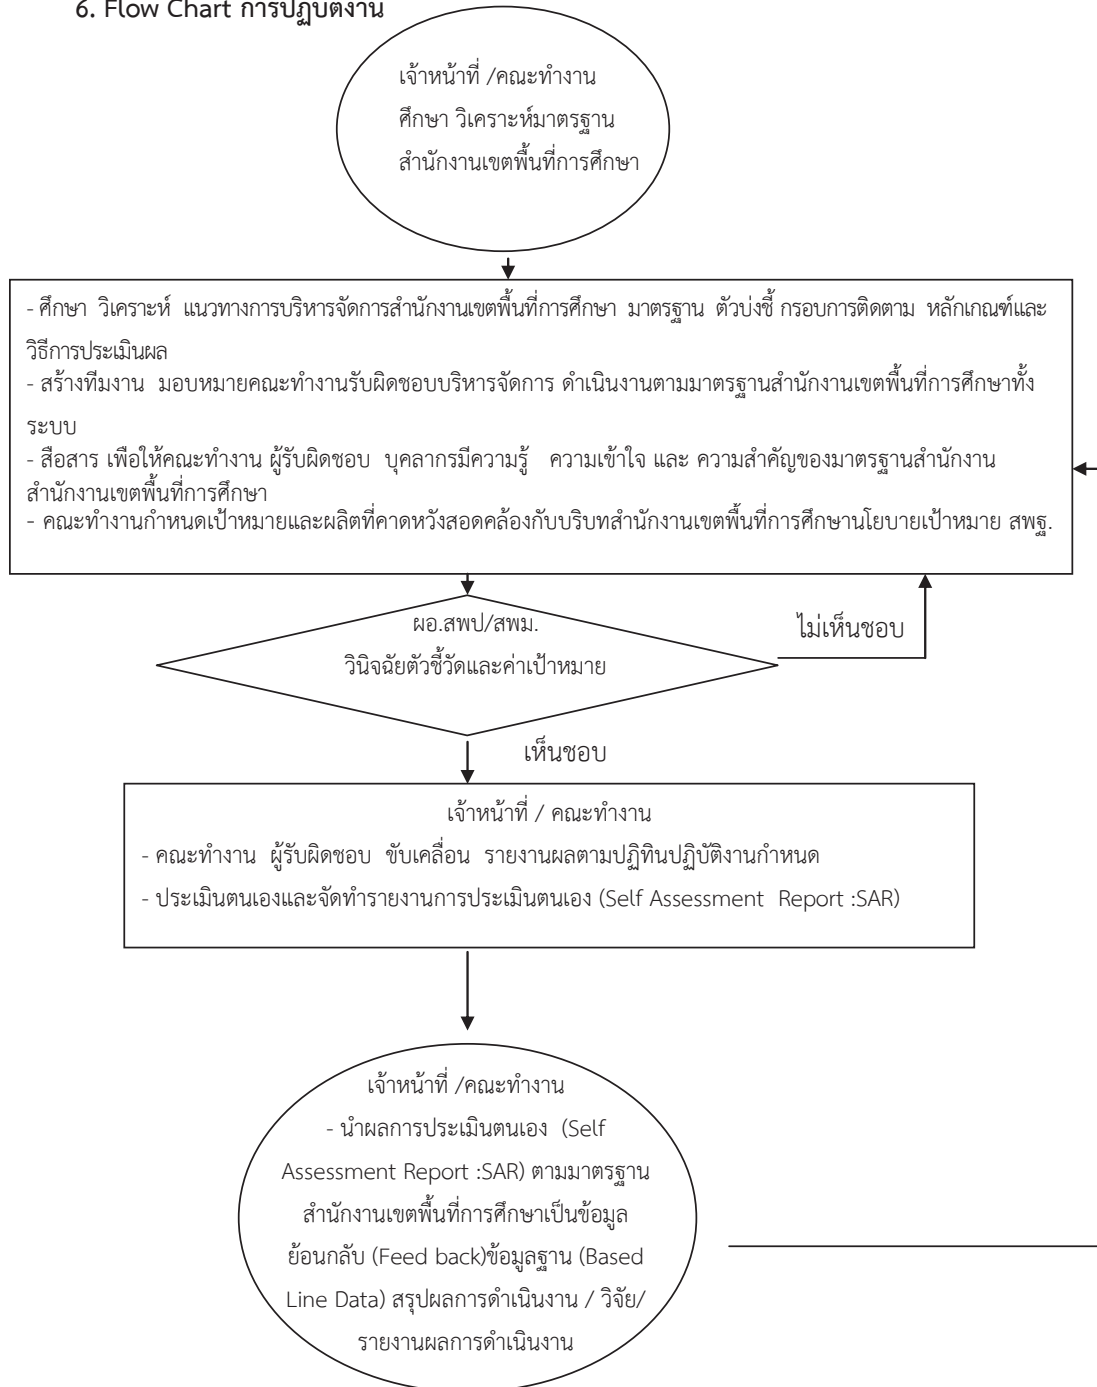 6. Flow Chart การปฏิบัติงาน
เจ้าหน้าที่ /คณะทำงาน
ศึกษา วิเคราะห์มาตรฐาน
สำนักงานเขตพื้นที่การศึกษา
- ศึกษา วิเคราะห์ แนวทางการบริหารจัดการสำนักงานเขตพื้นที่การศึกษา มาตรฐาน ตัวบ่งชี้ กรอบการติดตาม หลักเกณฑ์และ
วิธีการประเมินผล
- สร้างทีมงาน มอบหมายคณะทำงานรับผิดชอบบริหารจัดการ ดำเนินงานตามมาตรฐานสำนักงานเขตพื้นที่การศึกษาทั้ง
ระบบ
- สือสาร เพือให้คณะทำงาน ผู้รับผิดชอบ บุคลากรมีความรู้ ความเข้าใจ และ ความสำคัญของมาตรฐานสำนักงาน
สำนักงานเขตพื้นที่การศึกษา
- คณะทำงานกำหนดเป้าหมายและผลิตที่คาดหวังสอดคล้องกับบริบทสำนักงานเขตพื้นที่การศึกษานโยบายเป้าหมาย สพฐ.
ผอ.สพป/สพม.
วินิจฉัยตัวชี้วัดและค่าเป้าหมาย
ไม่เห็นชอบ
เห็นชอบ
เจ้าหน้าที่ / คณะทำงาน
- คณะทำงาน ผู้รับผิดชอบ ขับเคลื่อน รายงานผลตามปฏิทินปฏิบัติงานกำหนด
- ประเมินตนเองและจัดทำรายงานการประเมินตนเอง (Self Assessment Report :SAR)
เจ้าหน้าที่ /คณะทำงาน
- นำผลการประเมินตนเอง (Self
Assessment Report :SAR) ตามมาตรฐาน
สำนักงานเขตพื้นที่การศึกษาเป็นข้อมูล
ย้อนกลับ (Feed back)ข้อมูลฐาน (Based
Line Data) สรุปผลการดำเนินงาน / วิจัย/
รายงานผลการดำเนินงาน